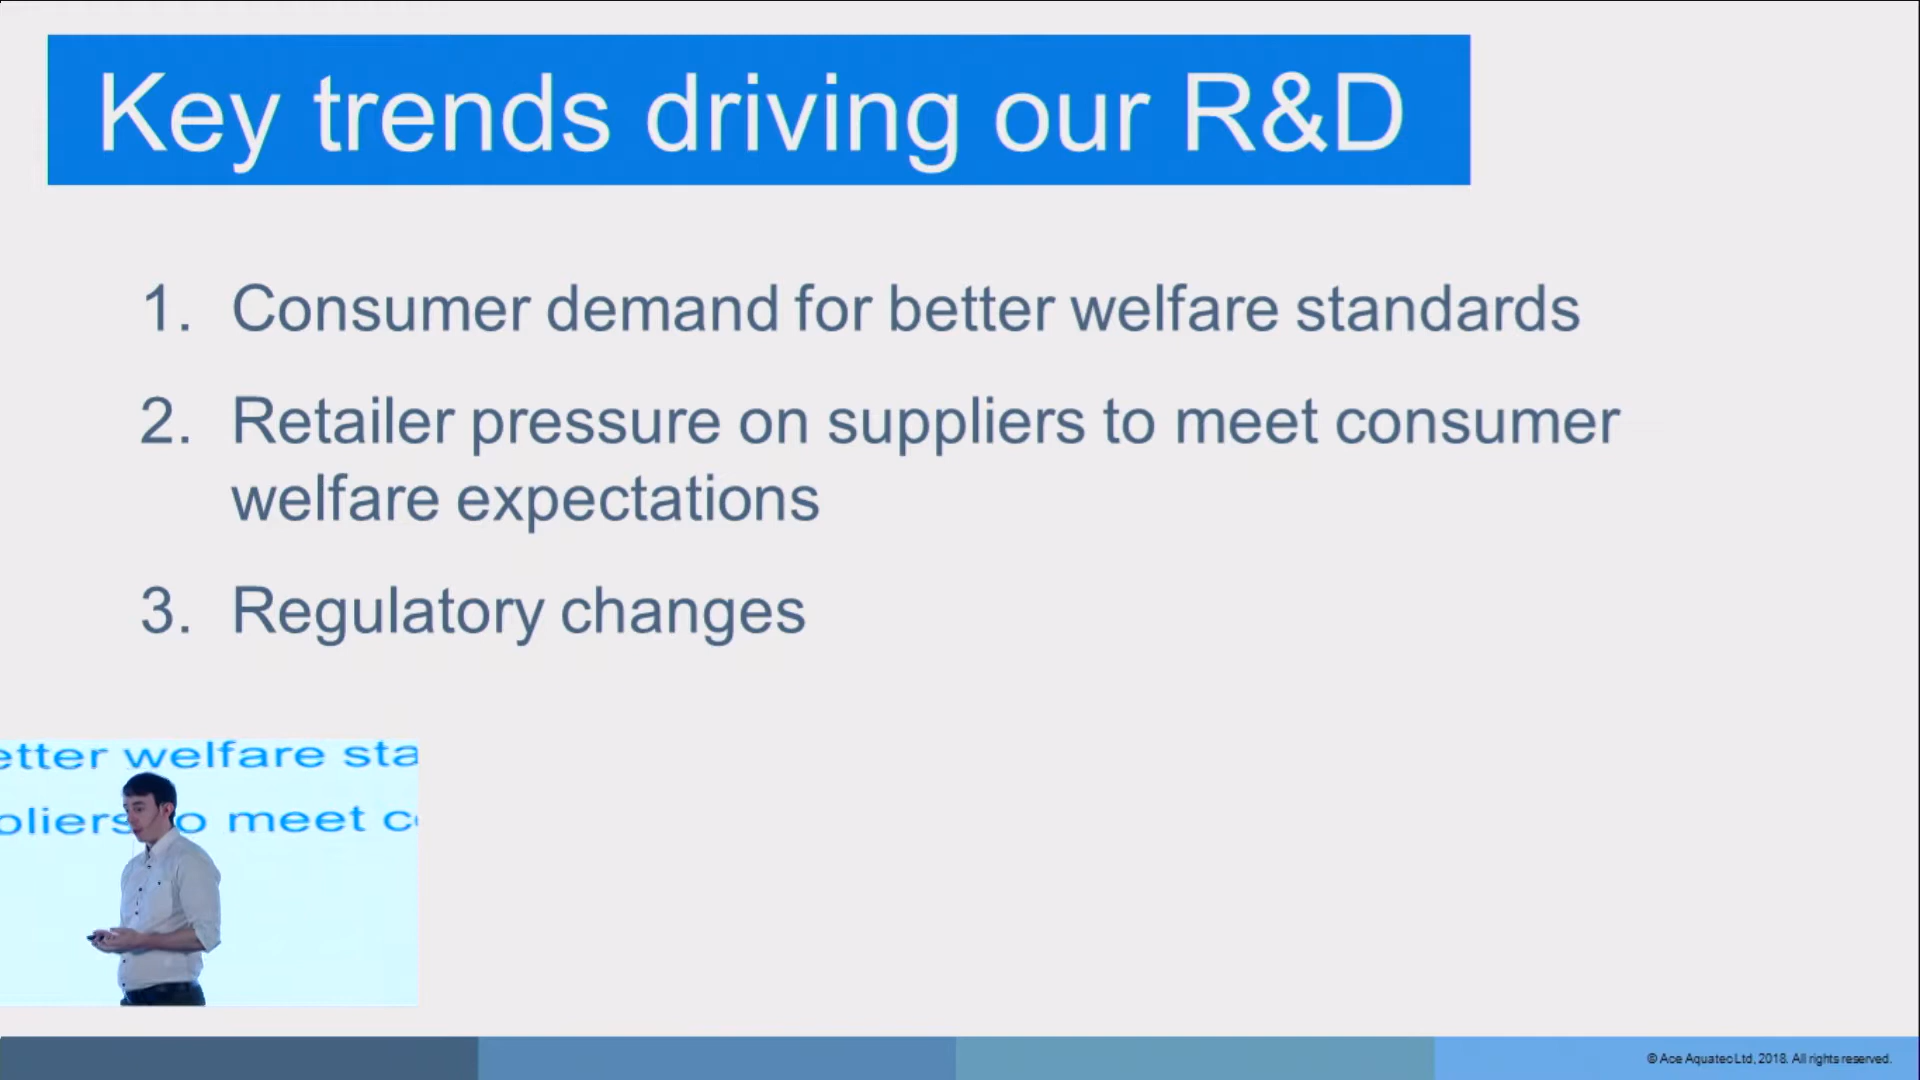 Key trends driving our R&D
1. Consumer demand for better welfare standards
2. Retailer pressure on suppliers to meet consumer
welfare expectations
3. Regulatory changes
etter welfare sta
pliers to meet c
© Ace Aquatec Ltd, 2018. All rights reserved.